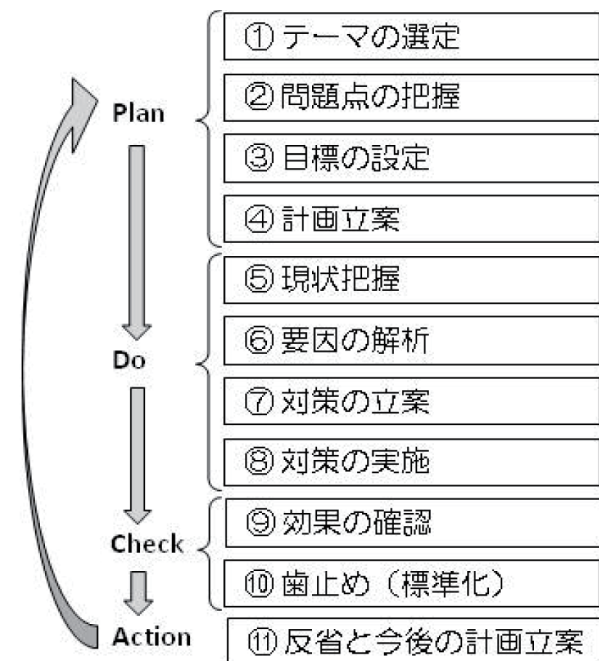 ① テーマの選定
② 問題点の把握
Plan
③ 目標の設定
④ 計画立案
⑤ 現状把握
⑥ 要因の解析
Do
⑦ 対策の立案
⑧ 対策の実施
⑨ 効果の確認
Check
⑩ 歯止め（標準化）
Action
⑪ 反省と今後の計画立案